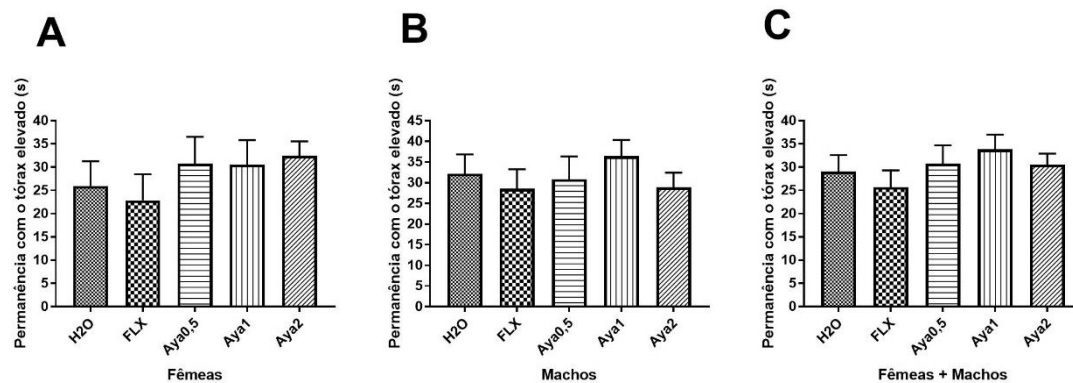 A
Permanência com o tórax elevado (s)
40
35
30
25
20
15
10
5
0
H2O
FLX
Aya0,5
Aya1
Aya2
Fêmeas
B
Permanência com o tórax elevado (s)
45
40
35
30
25
20
15
10
5
0
H2O
FLX
Aya0,5
Aya1
Aya2
Machos
C
Permanência com o tórax elevado (s)
40
35
30
25
20
15
10
5
0
H2O
FLX
Aya0,5
Aya1
Aya2
Fêmeas + Machos